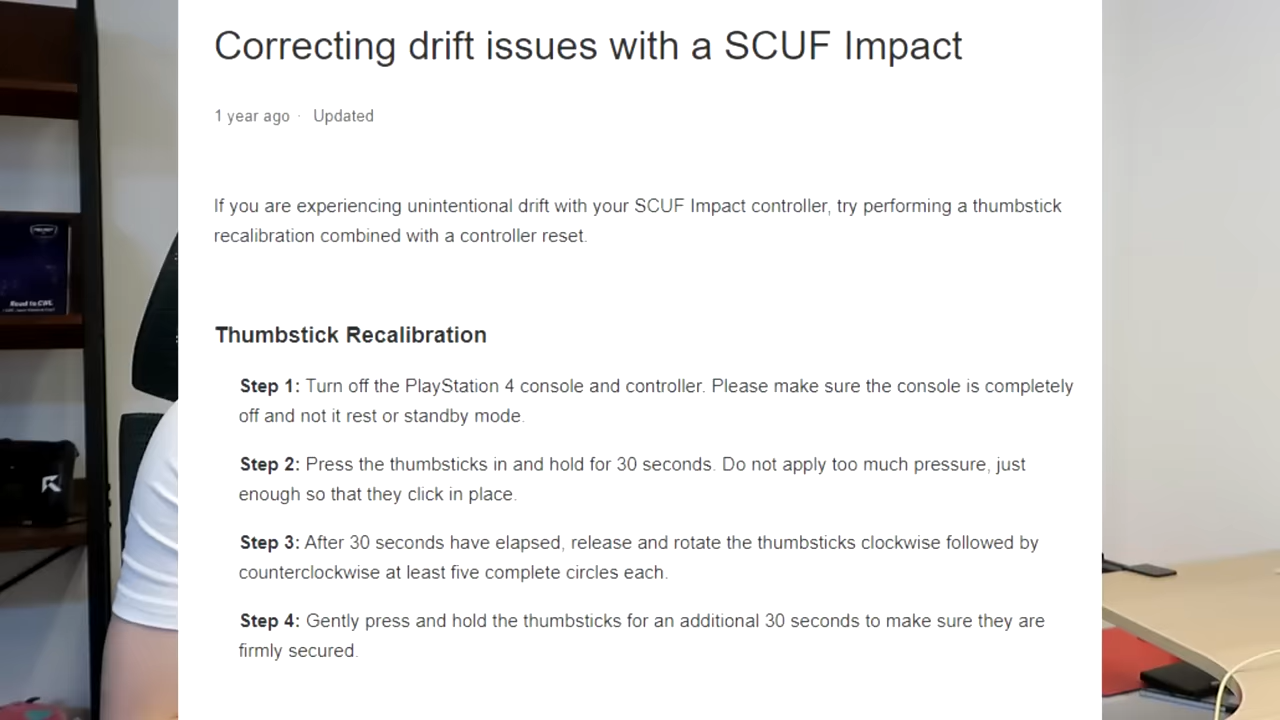 Correcting drift issues with a SCUF Impact
1 year ago · Updated
If you are experiencing unintentional drift with your SCUF Impact controller, try performing a thumbstick
recalibration combined with a controller reset.
Thumbstick Recalibration
Step 1: Turn off the PlayStation 4 console and controller. Please make sure the console is completely
off and not it rest or standby mode.
Step 2: Press the thumbsticks in and hold for 30 seconds. Do not apply too much pressure, just
enough so that they click in place.
Step 3: After 30 seconds have elapsed, release and rotate the thumbsticks clockwise followed by
counterclockwise at least five complete circles each.
Step 4: Gently press and hold the thumbsticks for an additional 30 seconds to make sure they are
firmly secured.
Road to CWL